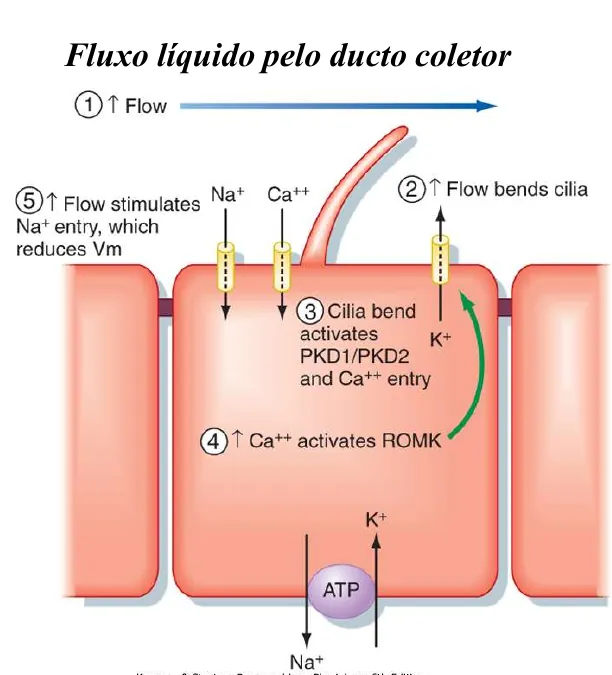 Fluxo líquido pelo ducto coletor
① ↑ Flow
② ↑ Flow bends cilia
⑤ ↑ Flow stimulates
Na⁺ entry, which
reduces Vm
Na⁺
Ca⁺⁺
③ Cilia bend
activates
PKD1/PKD2
and Ca⁺⁺ entry
K⁺
④ ↑ Ca⁺⁺ activates ROMK
K⁺
ATP
Na⁺